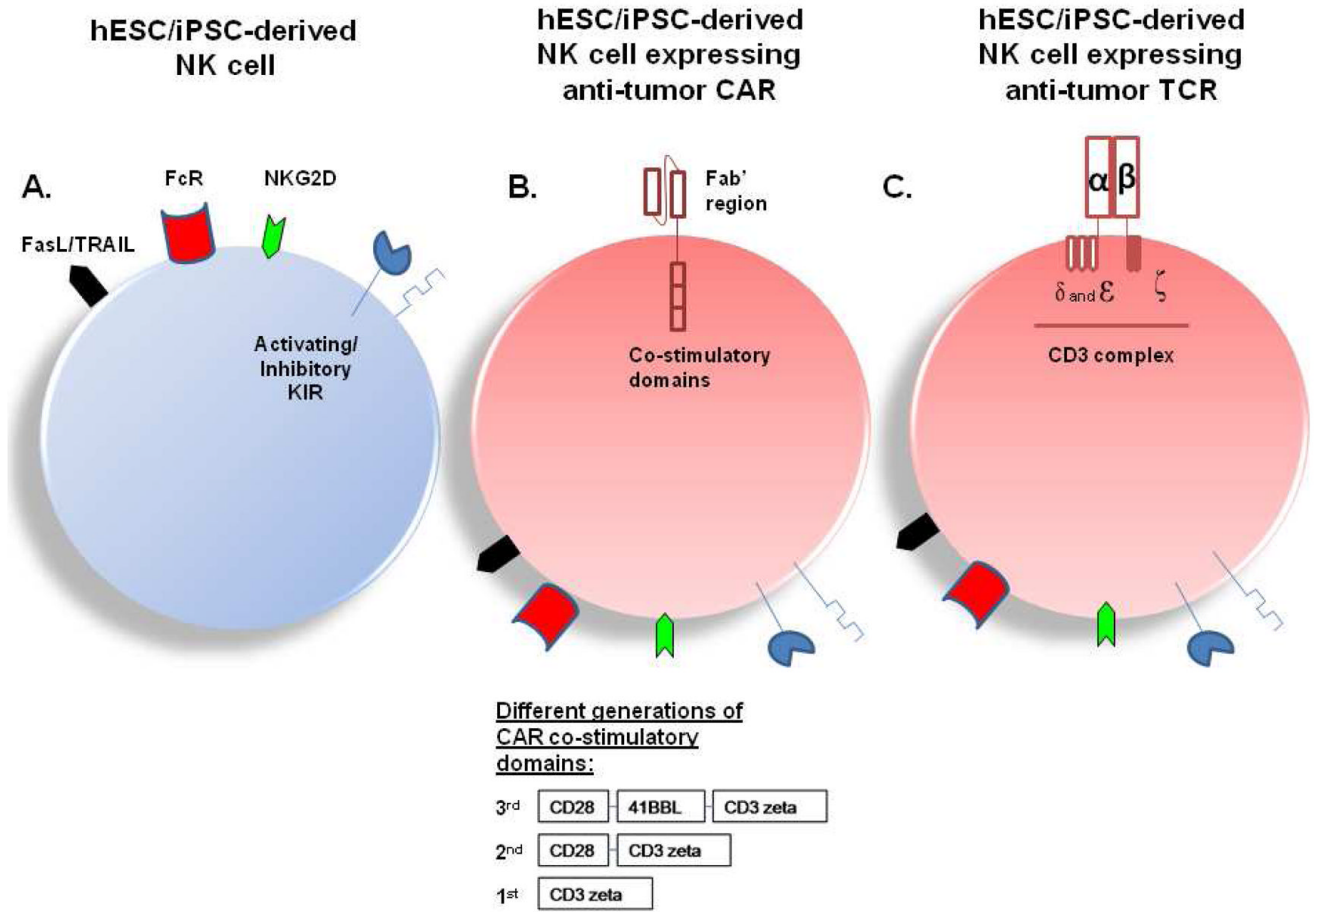 hESC/iPSC-derived
NK cell
hESC/iPSC-derived
NK cell expressing
anti-tumor CAR
hESC/iPSC-derived
NK cell expressing
anti-tumor TCR
A.
FcR
NKG2D
FasL/TRAIL
Activating/
Inhibitory
KIR
B.
Fab’
region
Co-stimulatory
domains
C.
α β
δ and ε ζ
CD3 complex
Different generations of
CAR co-stimulatory
domains:
3rd CD28 41BBL CD3 zeta
2nd CD28 CD3 zeta
1st CD3 zeta